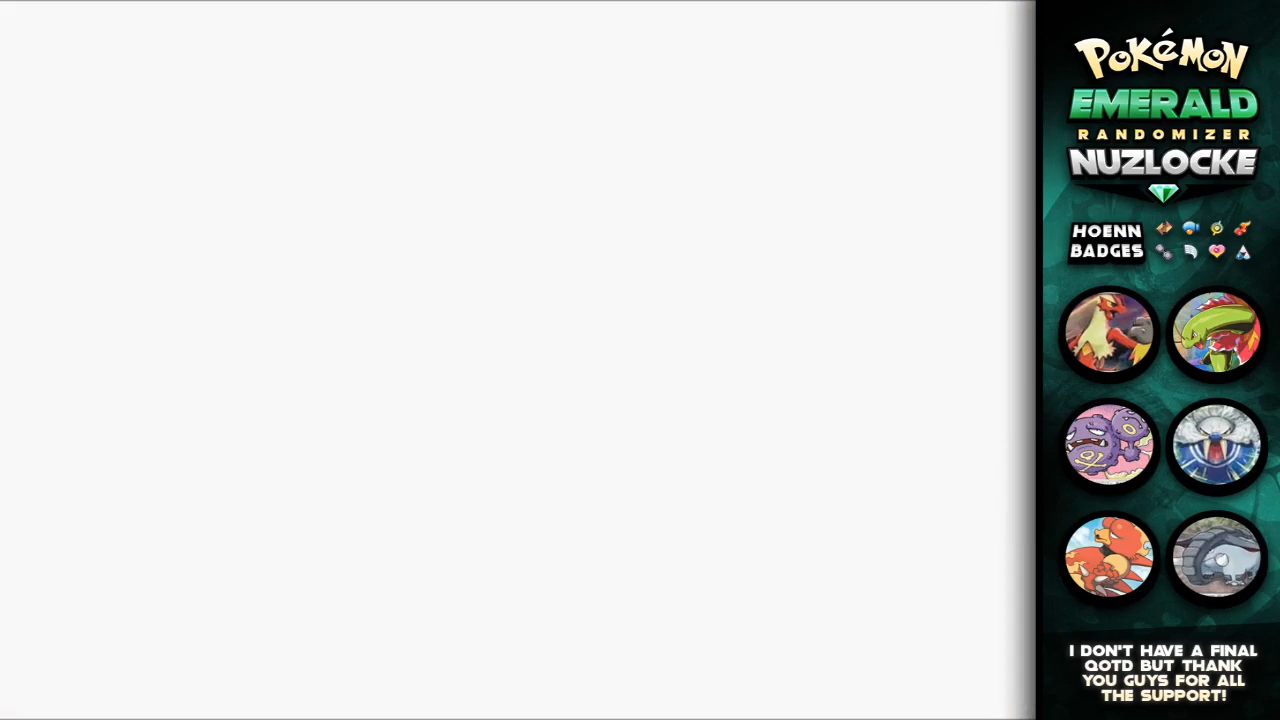 POKéMON
EMERALD
RANDOMIZER
NUZLOCKE
HOENN
BADGES
I DON'T HAVE A FINAL
QOTD BUT THANK
YOU GUYS FOR ALL
THE SUPPORT!